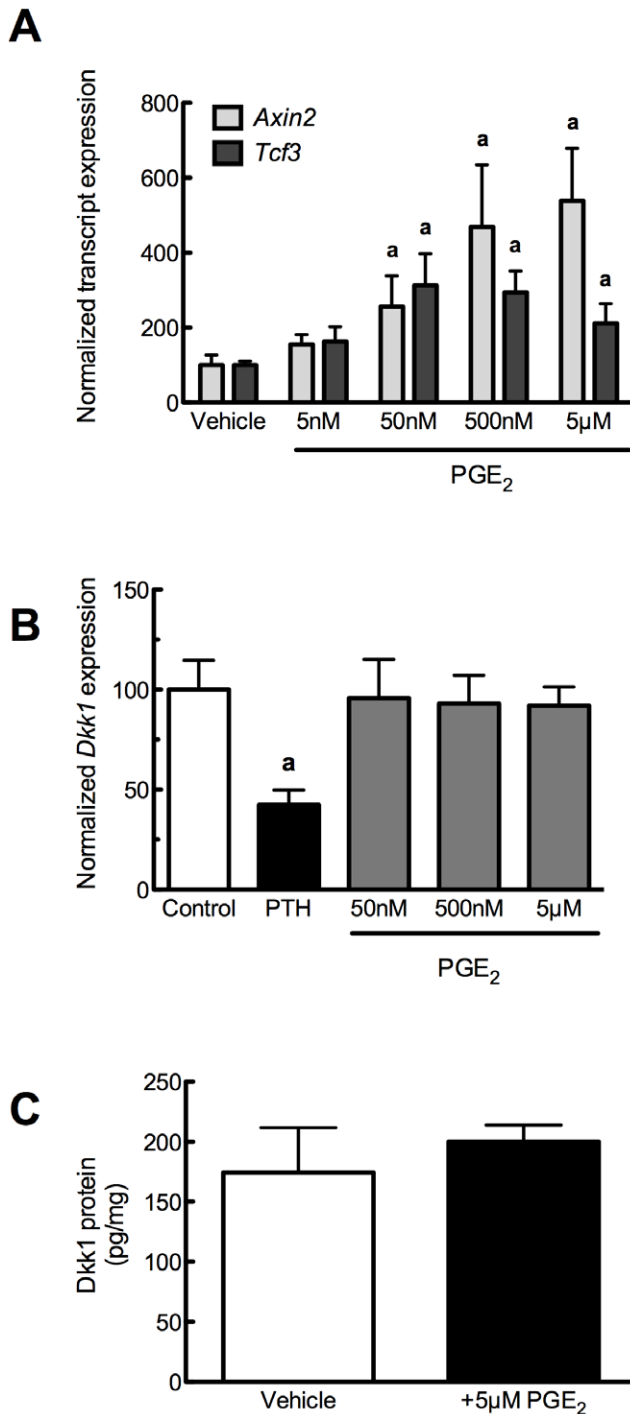 A
Normalized transcript expression
800
600
400
200
0
Axin2
Tcf3
a
a
a
a
a
a
Vehicle 5nM 50nM 500nM 5µM
PGE2
B
Normalized Dkk1 expression
150
100
50
0
a
Control PTH 50nM 500nM 5µM
PGE2
C
Dkk1 protein
(pg/mg)
250
200
150
100
50
0
Vehicle +5µM PGE2